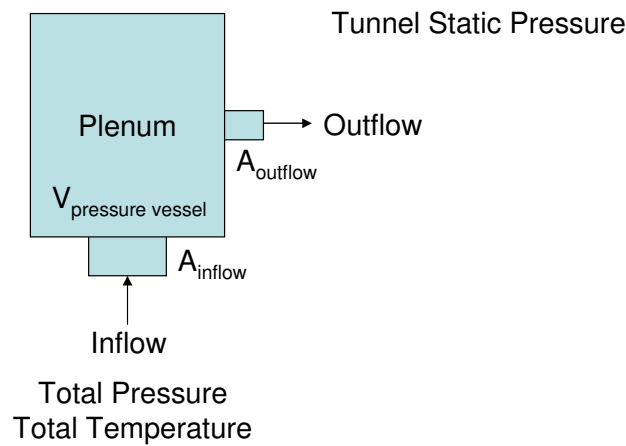 Tunnel Static Pressure
Plenum
Outflow
A_outflow
V_pressure vessel
A_inflow
Inflow
Total Pressure
Total Temperature